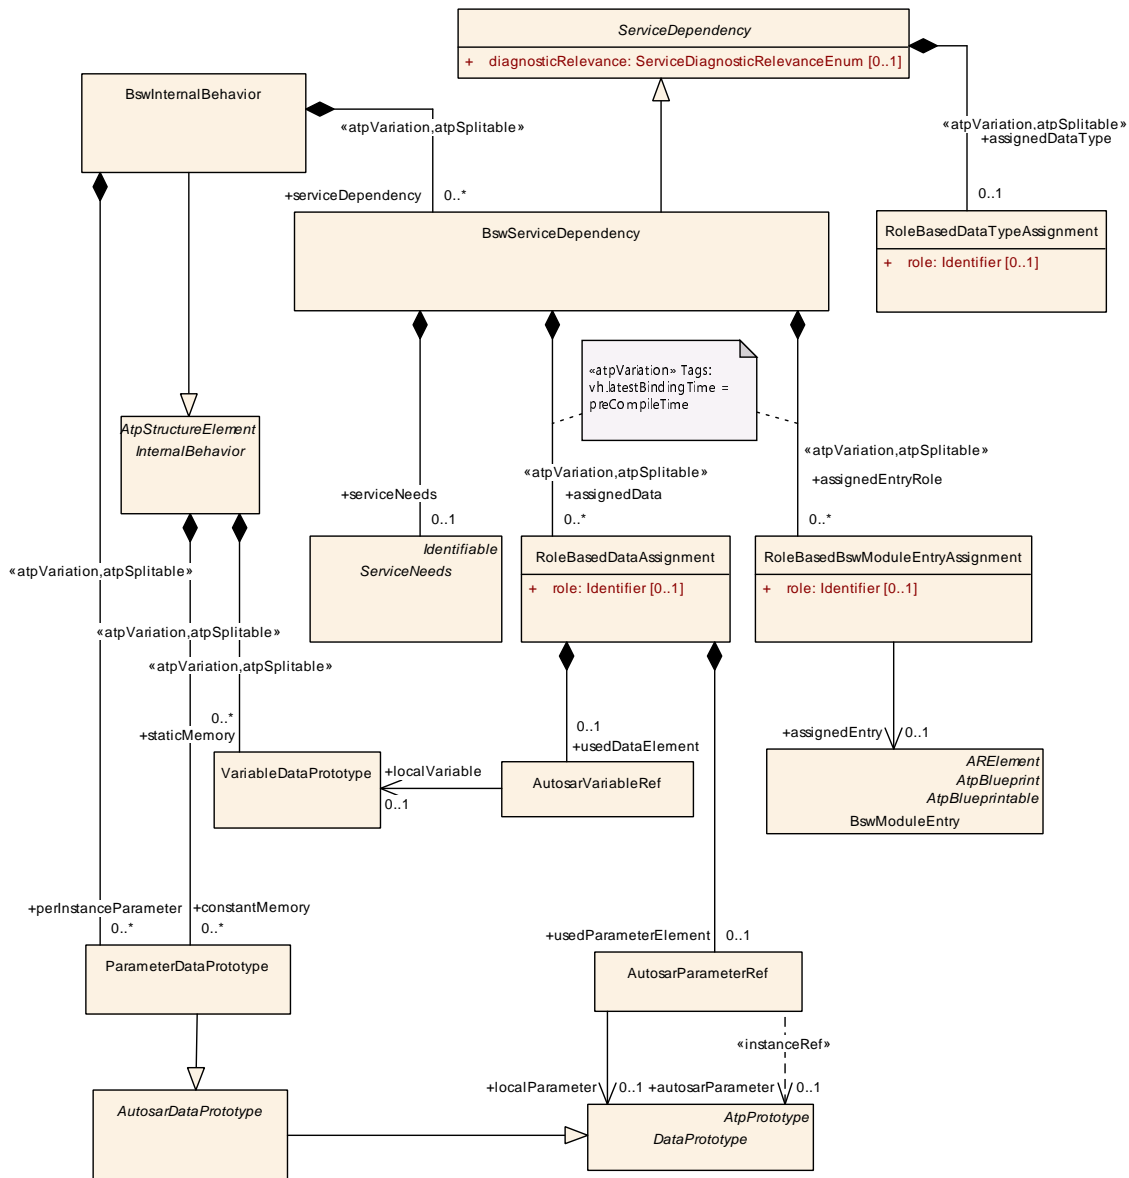 ServiceDependency
+ diagnosticRelevance: ServiceDiagnosticRelevanceEnum [0..1]
BswInternalBehavior
«atpVariation,atpSplitable»
«atpVariation,atpSplitable»
+assignedDataType
+serviceDependency
0..*
0..1
BswServiceDependency
RoleBasedDataTypeAssignment
+ role: Identifier [0..1]
«atpVariation» Tags:
vh.latestBindingTime =
preCompileTime
AtpStructureElement
InternalBehavior
«atpVariation,atpSplitable»
+assignedEntryRole
0..*
«atpVariation,atpSplitable»
+assignedData
0..*
+serviceNeeds
0..1
Identifiable
ServiceNeeds
RoleBasedDataAssignment
+ role: Identifier [0..1]
RoleBasedBswModuleEntryAssignment
+ role: Identifier [0..1]
«atpVariation,atpSplitable»
«atpVariation,atpSplitable»
«atpVariation,atpSplitable»
0..*
+staticMemory
0..1
+usedDataElement
+assignedEntry
0..1
VariableDataPrototype
+localVariable
0..1
AutosarVariableRef
ARElement
AtpBlueprint
AtpBlueprintable
BswModuleEntry
+perInstanceParameter
0..*
+constantMemory
0..*
+usedParameterElement
0..1
ParameterDataPrototype
AutosarParameterRef
«instanceRef»
+localParameter
0..1
+autosarParameter
0..1
AutosarDataPrototype
AtpPrototype
DataPrototype